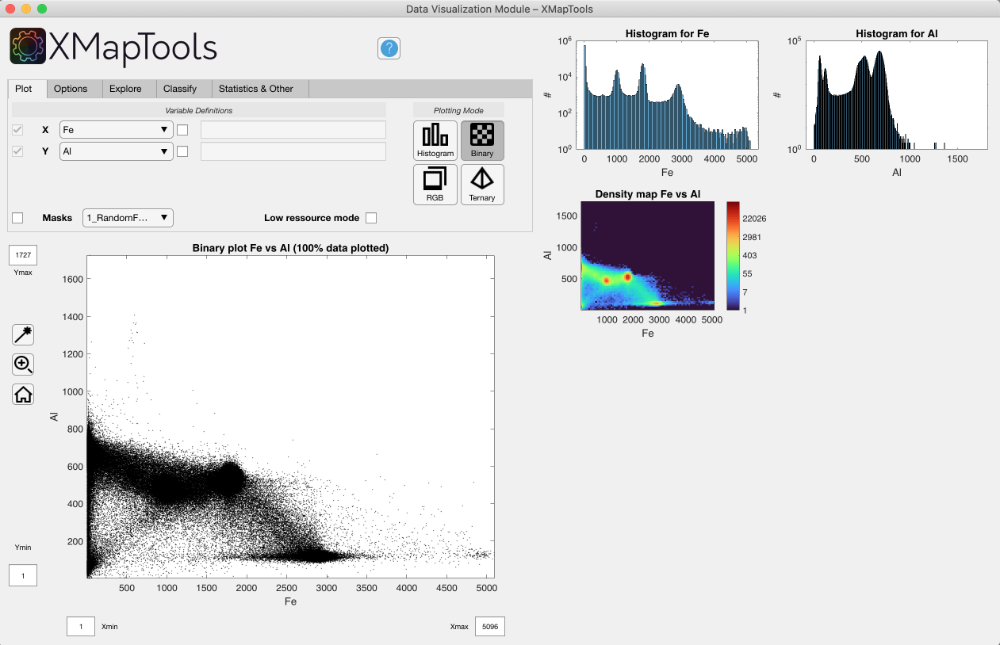 Data Visualization Module – XMapTools
XMapTools
?
Plot Options Explore Classify Statistics & Other
Variable Definitions
Plotting Mode
X Fe
Y Al
Histogram Binary
RGB Ternary
Masks 1_RandomF... Low ressource mode
1727
Ymax
Ymin
1
Binary plot Fe vs Al (100% data plotted)
1600
1400
1200
1000
800
600
400
200
Al
500 1000 1500 2000 2500 3000 3500 4000 4500 5000
Fe
1 Xmin
Xmax 5096
Histogram for Fe
10^6
10^4
10^2
10^0
#
0 1000 2000 3000 4000 5000
Fe
Histogram for Al
10^5
10^0
#
0 500 1000 1500
Al
Density map Fe vs Al
1500
1000
500
Al
1000 2000 3000 4000 5000
Fe
22026
2981
403
55
7
1